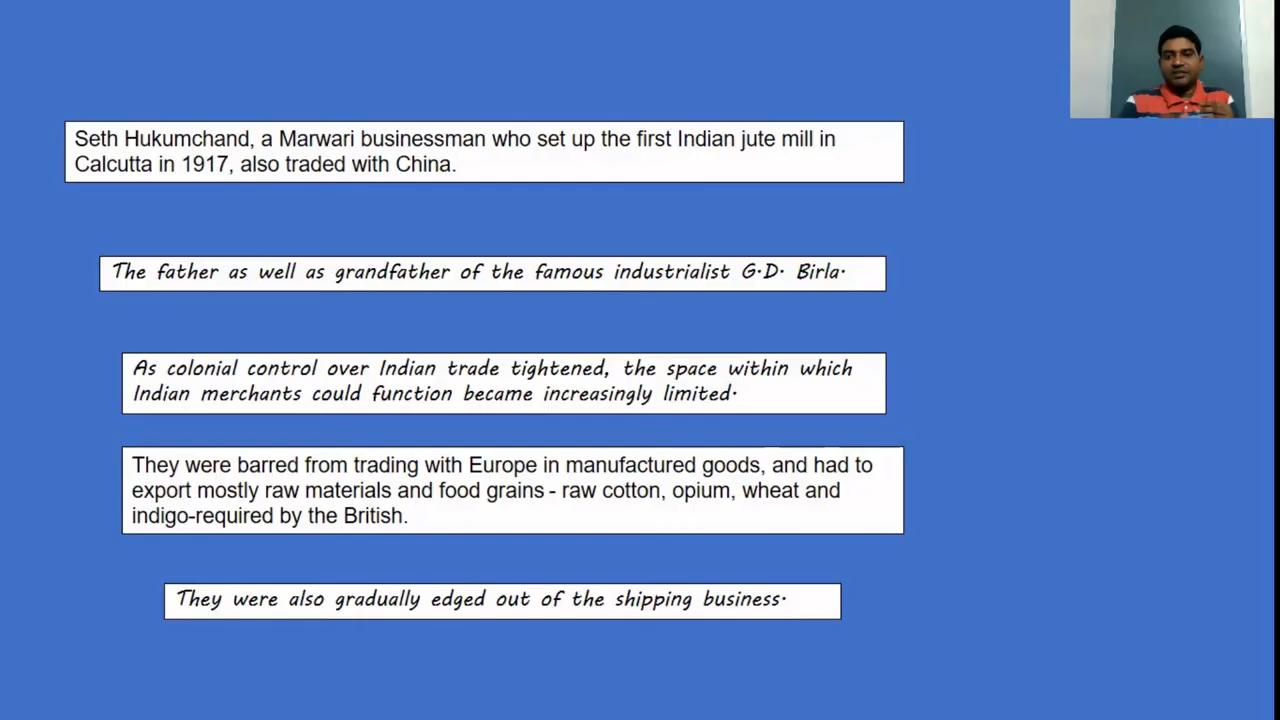 Seth Hukumchand, a Marwari businessman who set up the first Indian jute mill in
Calcutta in 1917, also traded with China.
The father as well as grandfather of the famous industrialist G.D. Birla.
As colonial control over Indian trade tightened, the space within which
Indian merchants could function became increasingly limited.
They were barred from trading with Europe in manufactured goods, and had to
export mostly raw materials and food grains - raw cotton, opium, wheat and
indigo-required by the British.
They were also gradually edged out of the shipping business.